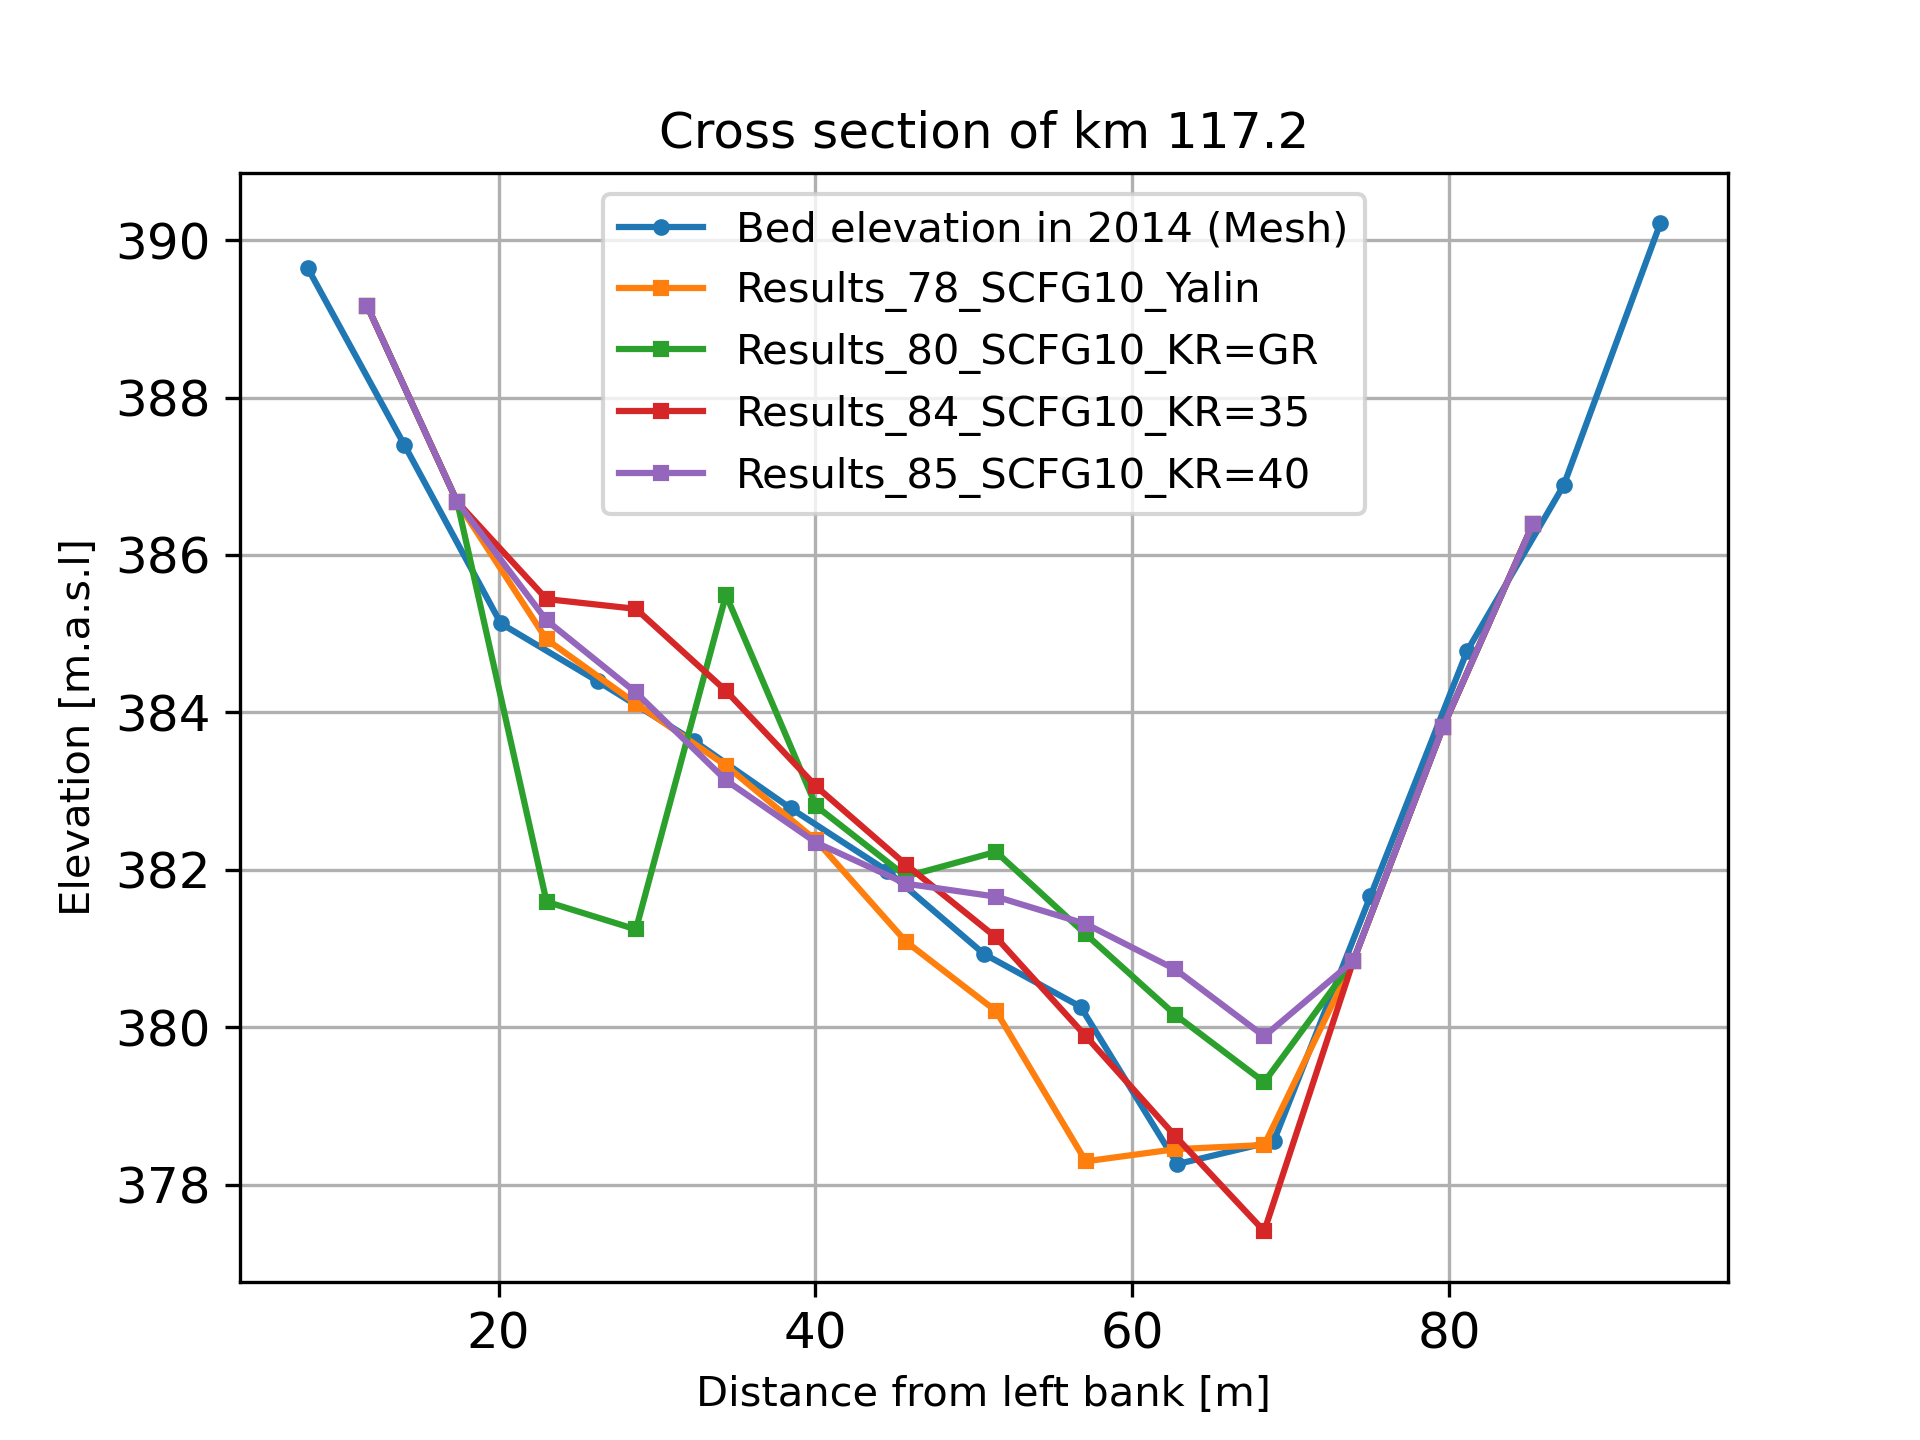 Cross section of km 117.2
Bed elevation in 2014 (Mesh)
Results_78_SCFG10_Yalin
Results_80_SCFG10_KR=GR
Results_84_SCFG10_KR=35
Results_85_SCFG10_KR=40
390
388
386
384
382
380
378
Elevation [m.a.s.l]
20 40 60 80
Distance from left bank [m]